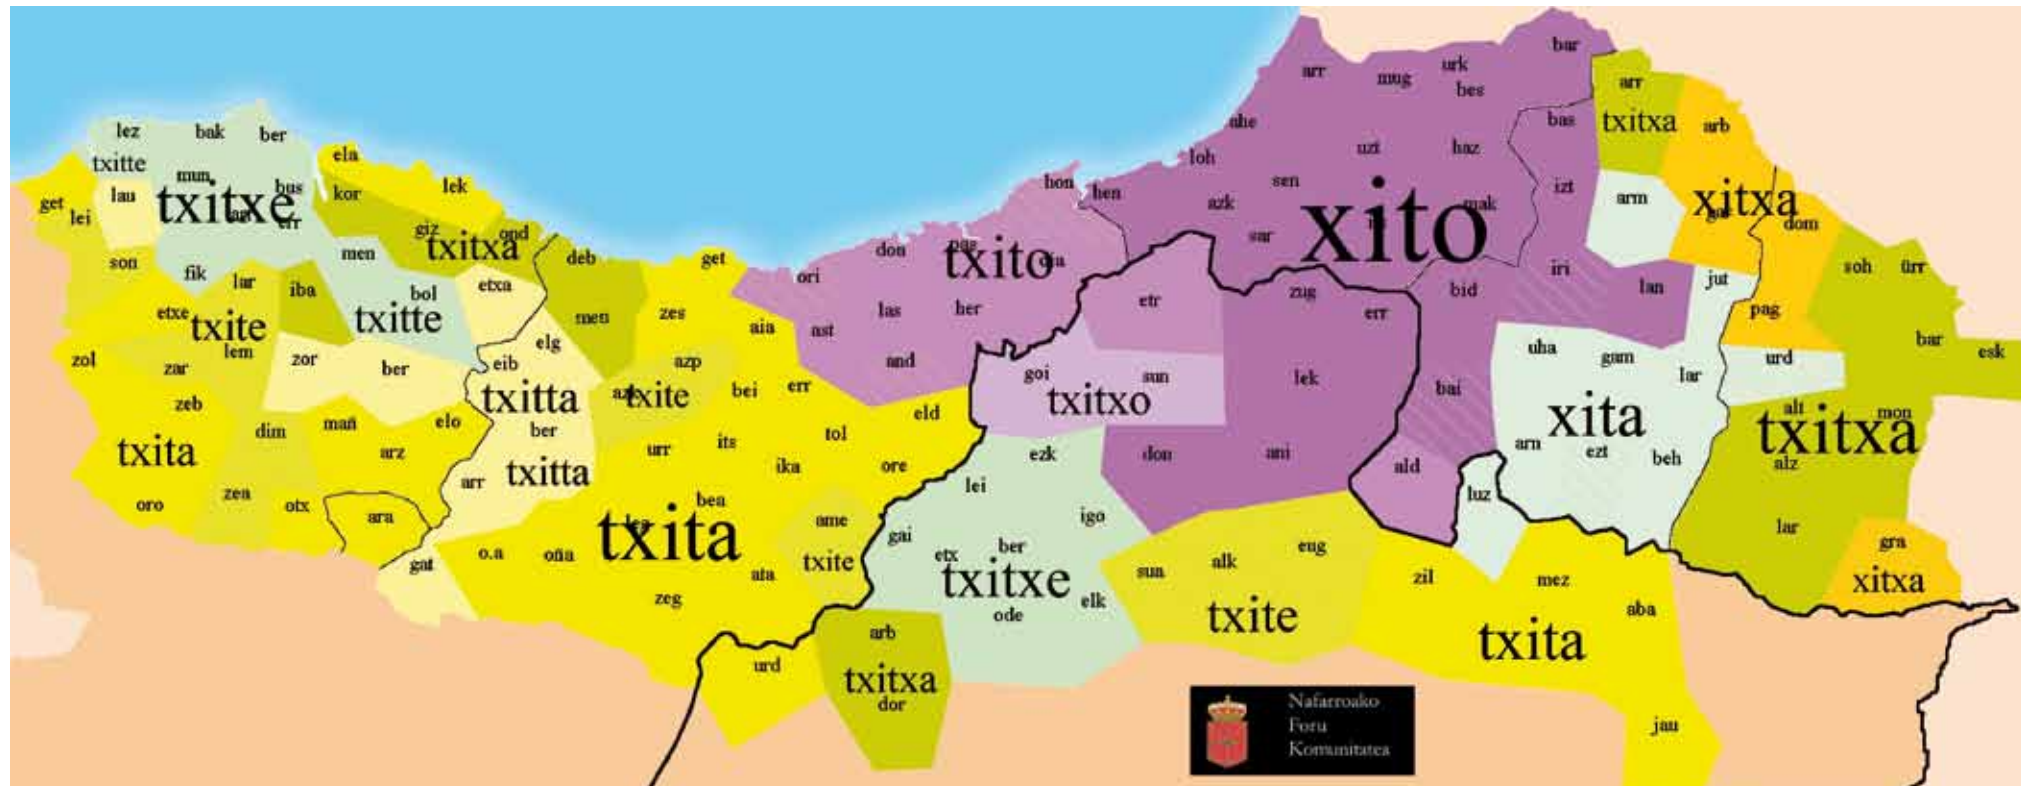 bar
urk
arr
mug
bes
arr
ahe
bas
txitxa
arb
lez
bak
ber
uzt
haz
ela
loh
txitte
mun
sen
izt
hon
hen
lek
bus
kor
lau
get
lei
txitxe
err
azk
mak
arm
xitxa
dom
giz
ond
txitxa
sar
xito
men
don
pas
txito
son
deb
get
fik
lar
ori
iri
soh
ürr
etxa
iba
bol
etr
zug
bid
lan
jut
etxe
txite
txitte
men
zes
aia
ast
las
her
err
pag
lem
zol
zar
zor
ber
eib
elg
azp
and
uha
gam
urd
bar
esk
zeb
txitta
txite
bei
err
goi
sun
txitxo
lek
bai
lar
dim
mañ
elo
ber
eld
xita
alt
mon
txitxa
txita
arz
urr
its
tol
ezk
don
ani
arn
ezt
beh
alz
arr
txitta
ika
ore
lei
ald
luz
oro
zea
otx
ara
bea
ame
gai
igo
lar
txita
o.a
oña
etx
ber
eug
gra
gat
ata
txite
txitxe
sua
alk
zil
mez
xitxa
zeg
ode
elk
txite
aba
arb
txita
urd
txitxa
dor
jau
Nafarroako
Foru
Komunitatea